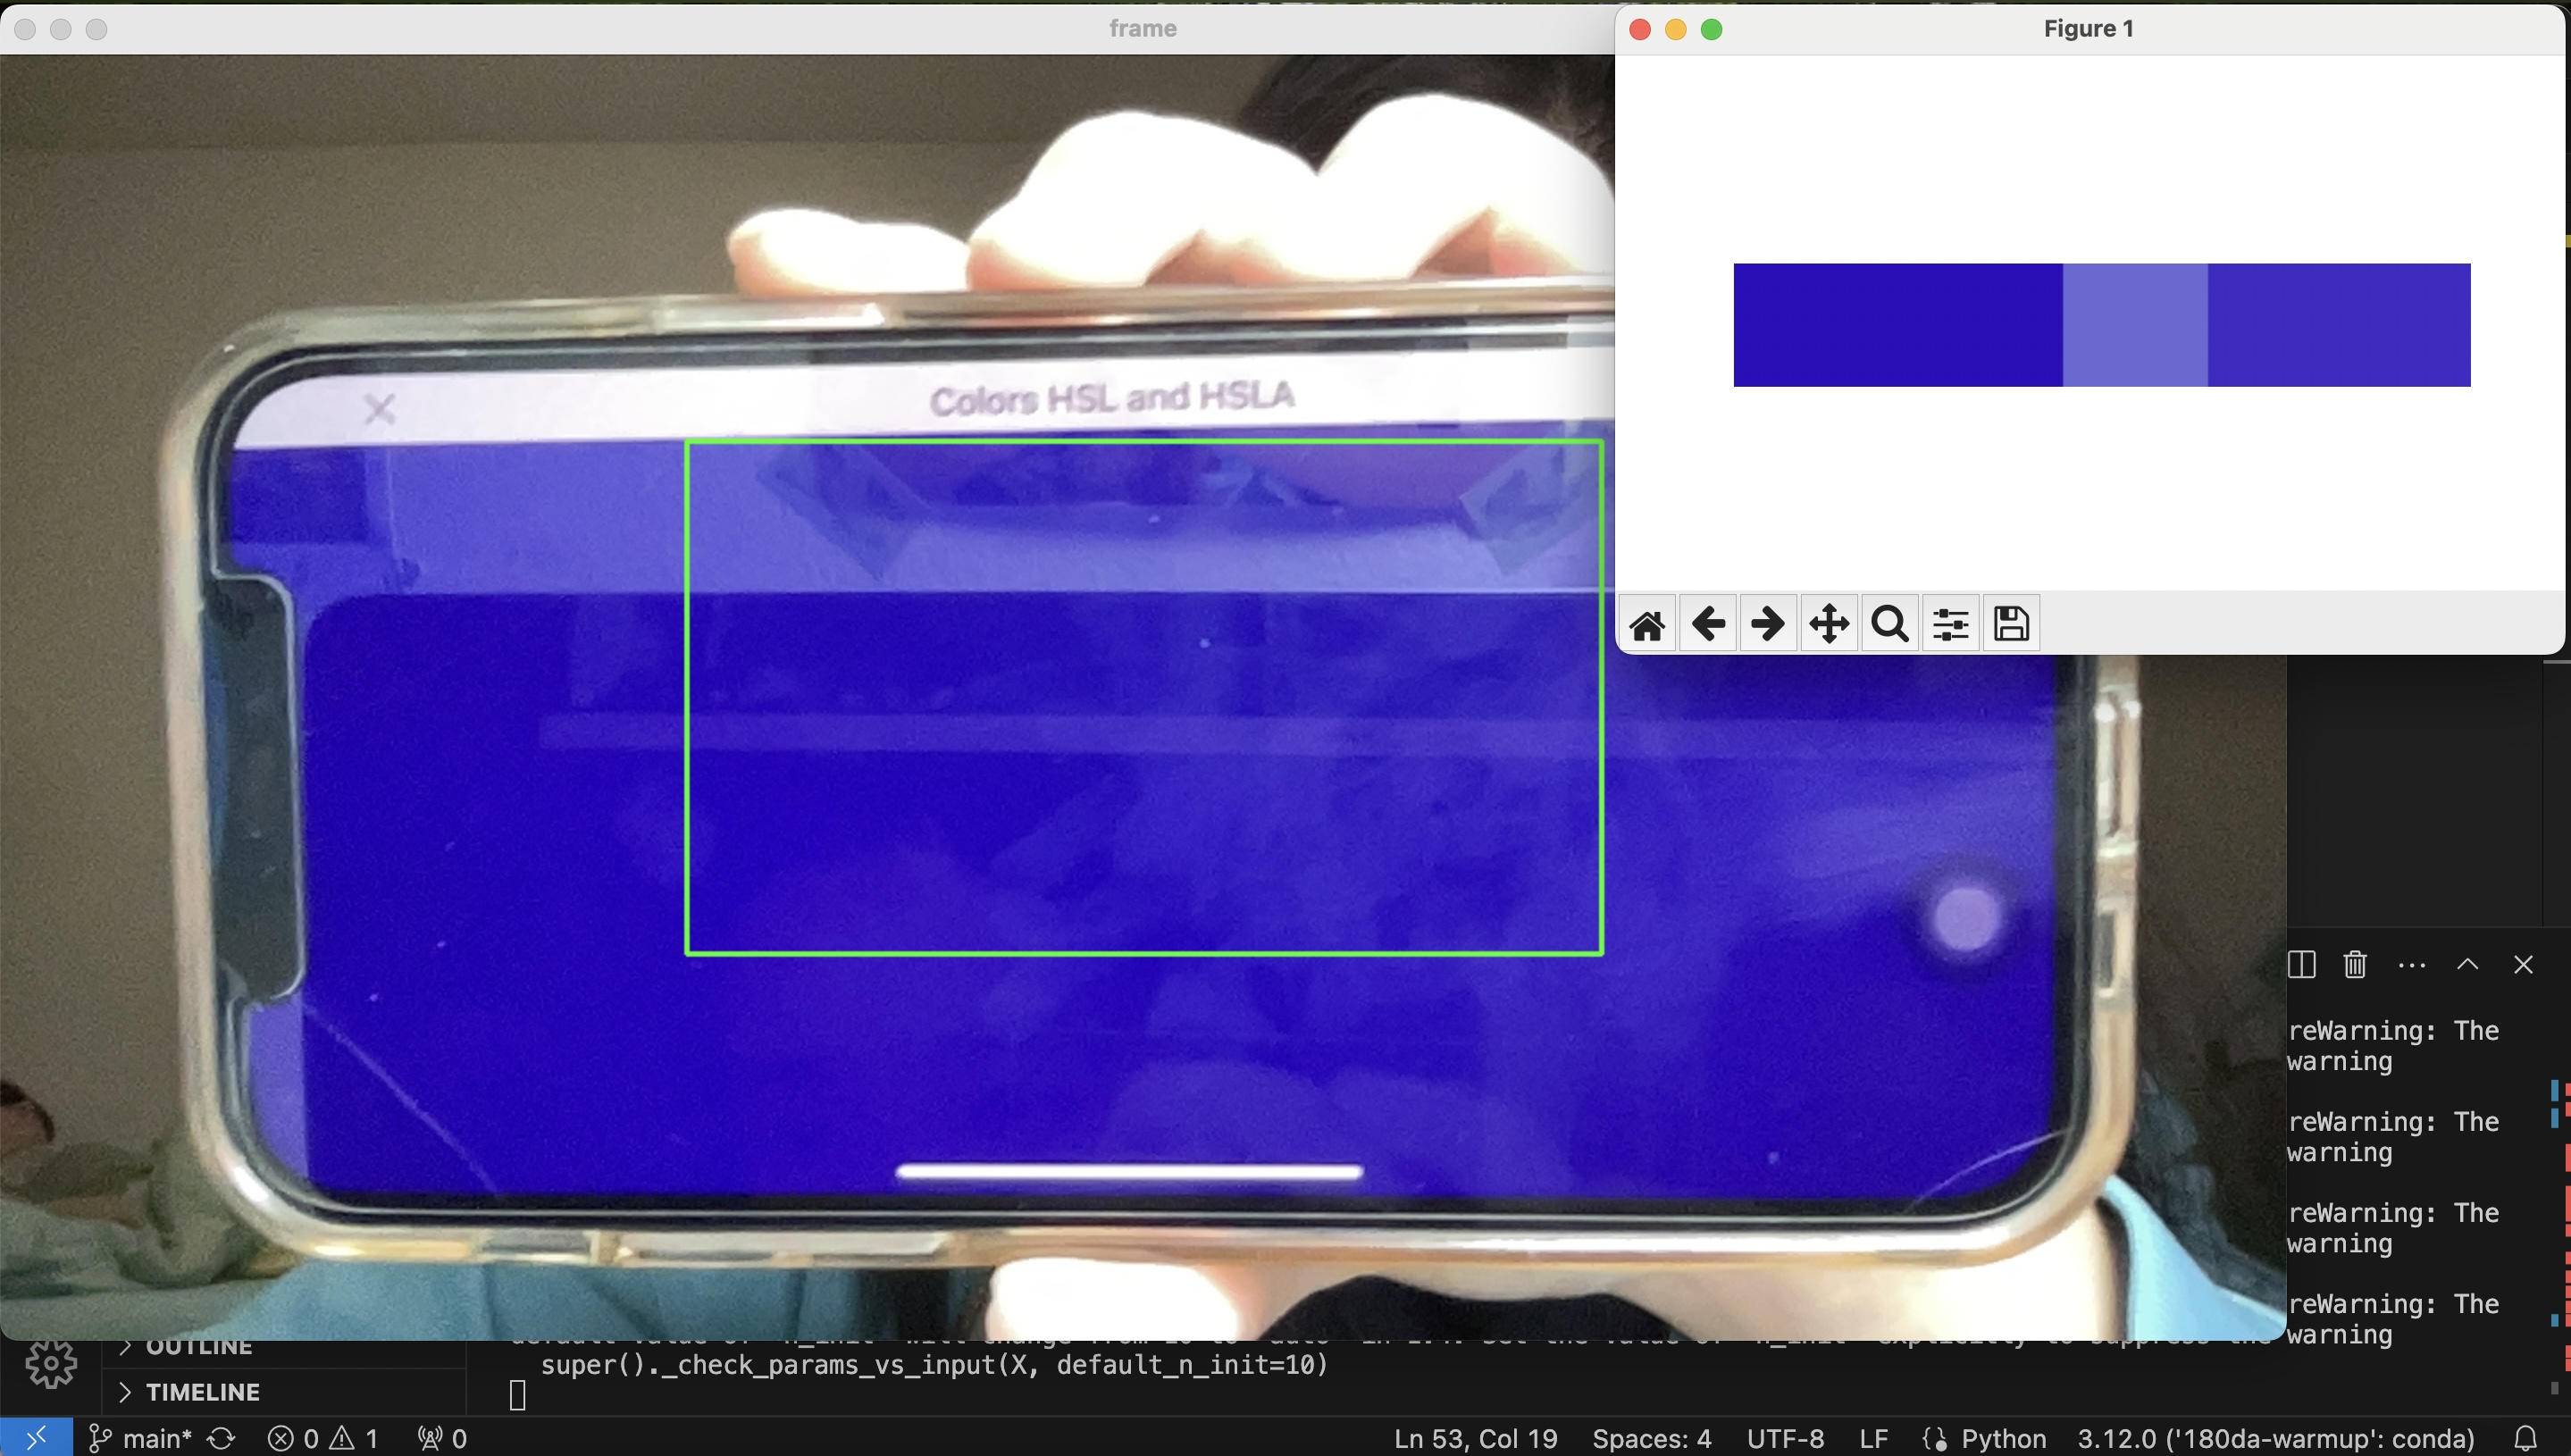 frame
Figure 1
Colors HSL and HSLA
reWarning: The
warning
reWarning: The
warning
reWarning: The
warning
reWarning: The
warning
OUTLINE
super()._check_params_vs_input(X, default_n_init=10)
TIMELINE
main* 0 1 0 Ln 53, Col 19 Spaces: 4 UTF-8 LF Python 3.12.0 ('180da-warmup': conda)